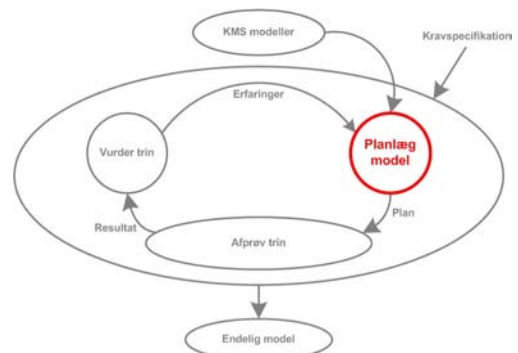 KMS modeller
Kravspecifikation
Erfaringer
Vurder trin
Planlæg
model
Resultat
Plan
Afprøv trin
Endelig model